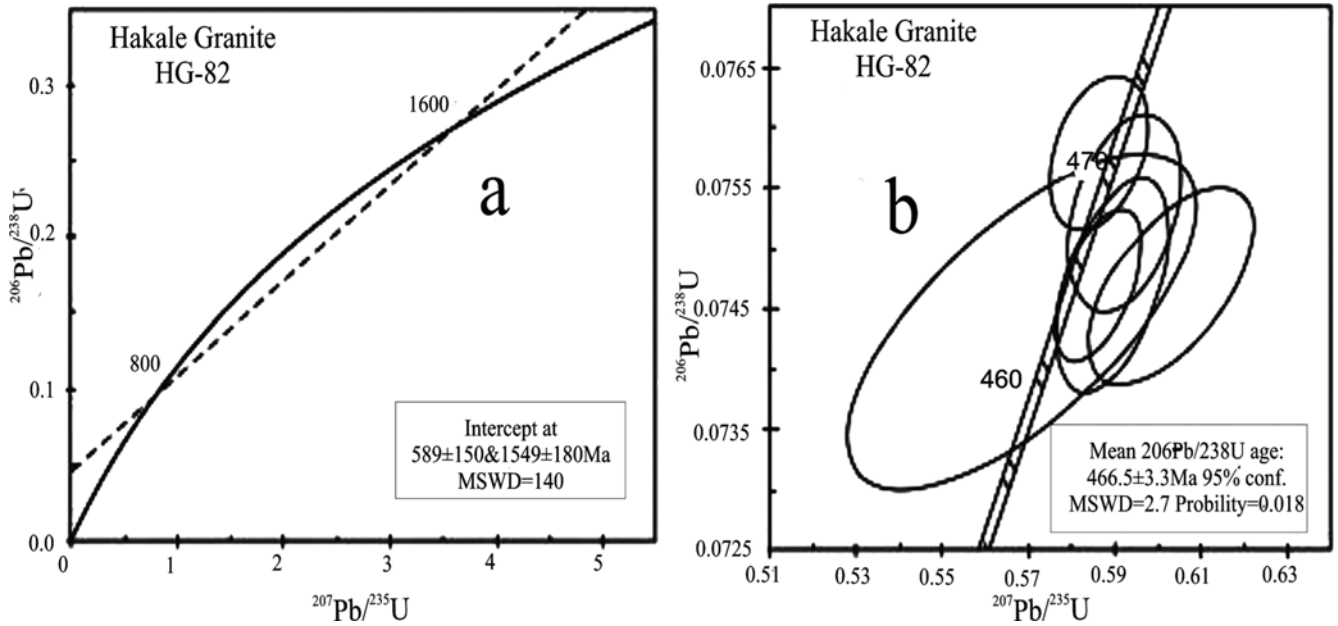 Hakale Granite
HG-82
0.3
0.2
0.1
0.0
²⁰⁶Pb/²³⁸U
1600
800
a
Intercept at
589±150&1549±180Ma
MSWD=140
0
1
2
3
4
5
²⁰⁷Pb/²³⁵U
Hakale Granite
HG-82
0.0765
0.0755
0.0745
0.0735
0.0725
²⁰⁶Pb/²³⁸U
470
b
460
Mean 206Pb/238U age:
466.5±3.3Ma 95% conf.
MSWD=2.7 Probility=0.018
0.51
0.53
0.55
0.57
0.59
0.61
0.63
²⁰⁷Pb/²³⁵U